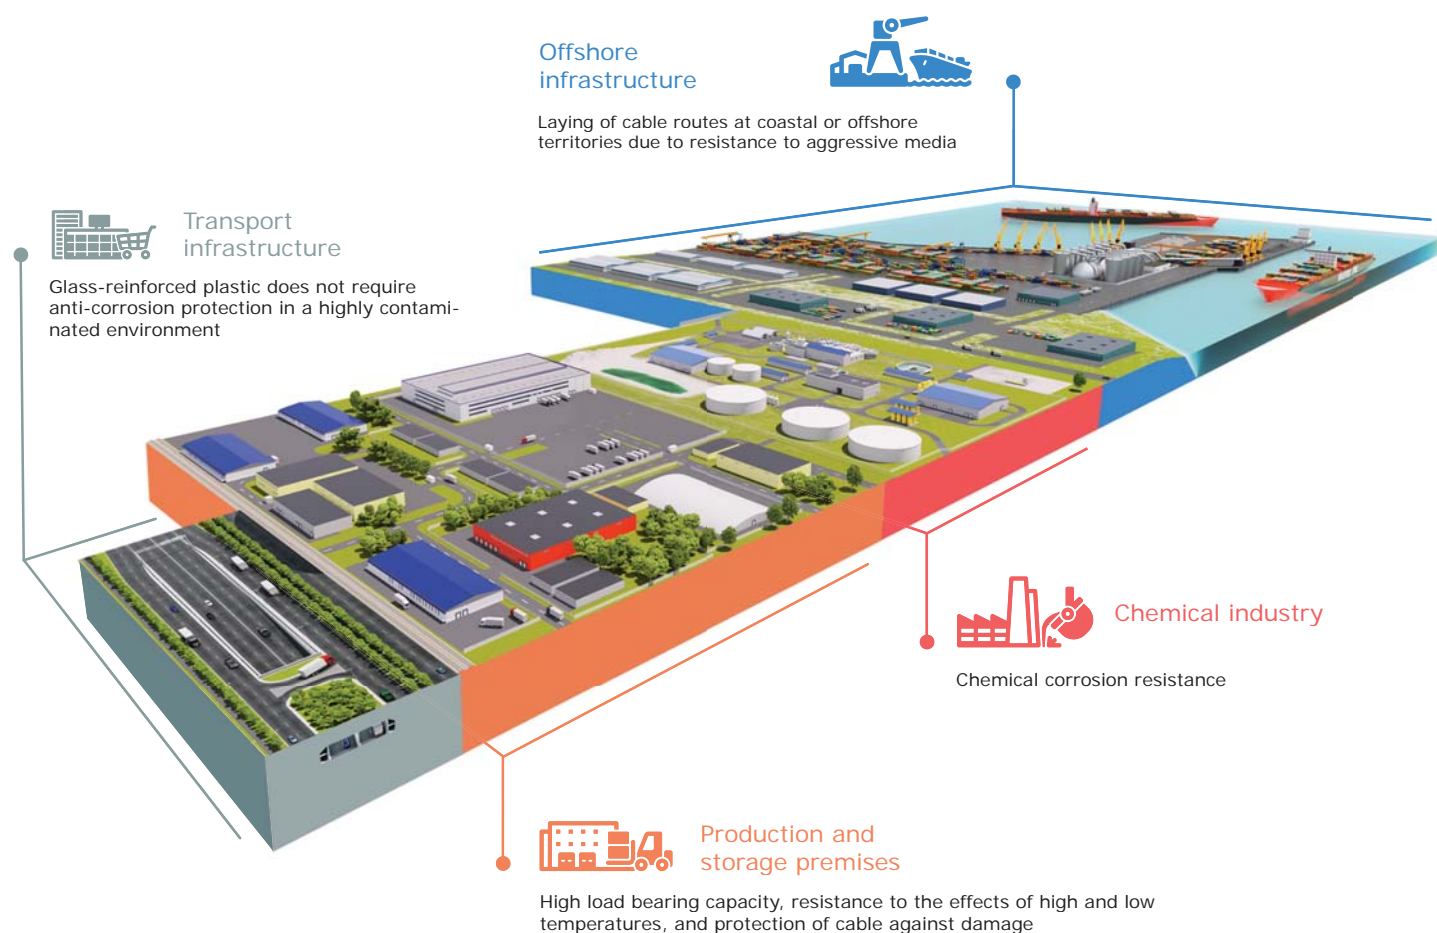 Offshore
infrastructure
Laying of cable routes at coastal or offshore
territories due to resistance to aggressive media
Transport
infrastructure
Glass-reinforced plastic does not require
anti-corrosion protection in a highly contami-
nated environment
Chemical industry
Chemical corrosion resistance
Production and
storage premises
High load bearing capacity, resistance to the effects of high and low
temperatures, and protection of cable against damage